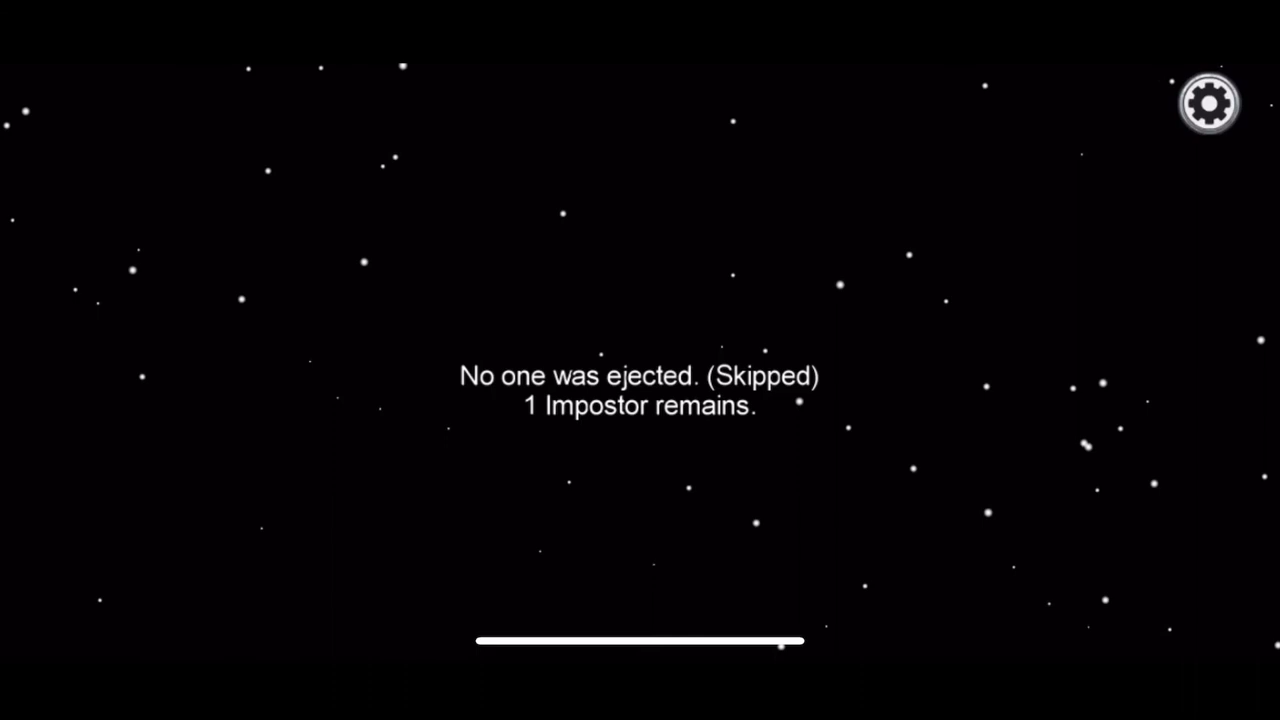 No one was ejected. (Skipped)
1 Impostor remains.